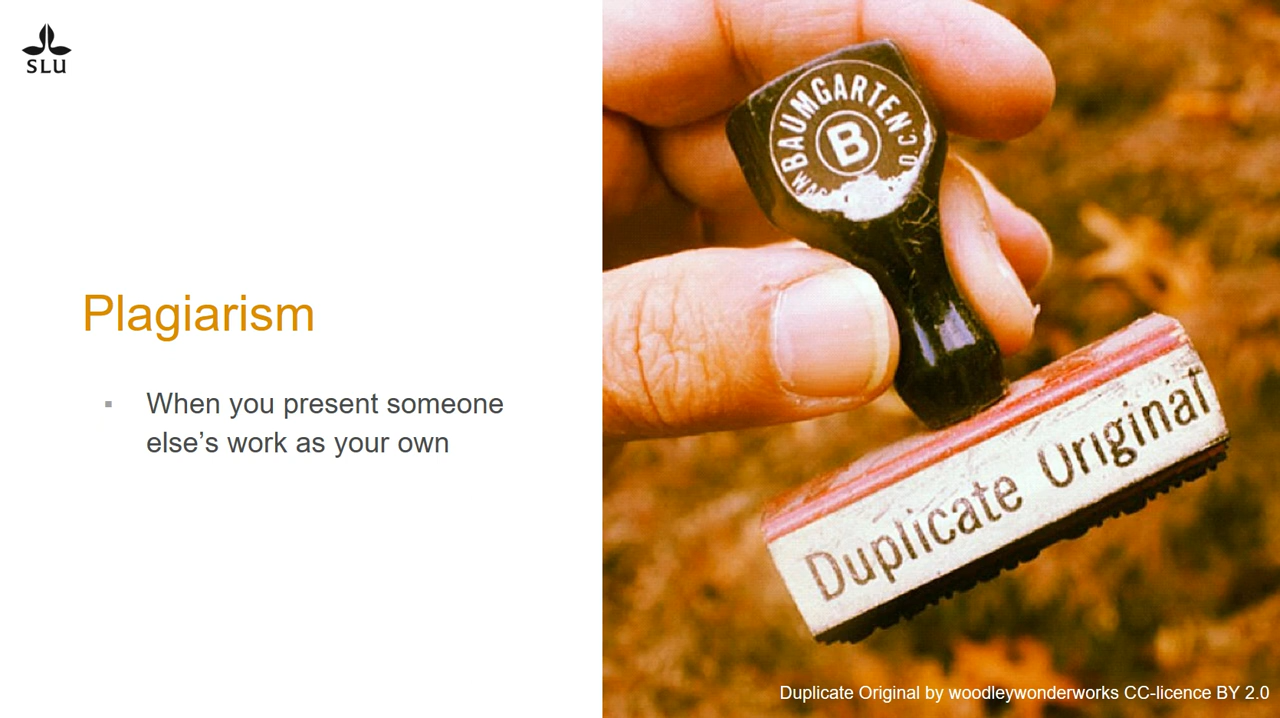 SLU
Plagiarism
▪ When you present someone
else’s work as your own
BAUMGARTEN'S CO
B
Duplicate Original
Duplicate Original by woodleywonderworks CC-licence BY 2.0